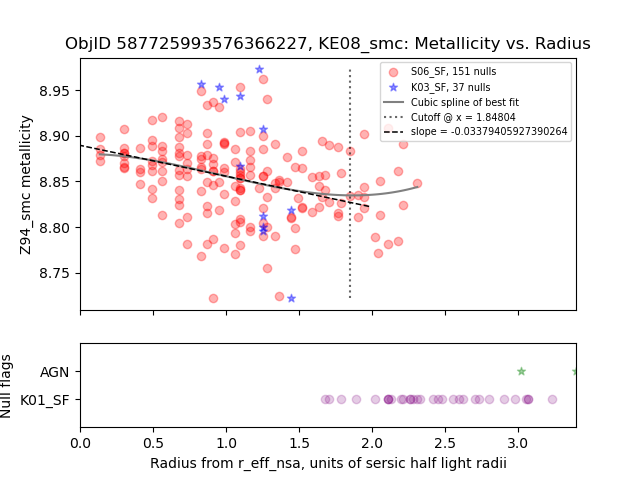 ObjID 587725993576366227, KE08_smc: Metallicity vs. Radius
S06_SF, 151 nulls
K03_SF, 37 nulls
Cubic spline of best fit
Cutoff @ x = 1.84804
slope = -0.03379405927390264
Z94_smc metallicity
8.95
8.90
8.85
8.80
8.75
Null flags
AGN
K01_SF
0.0 0.5 1.0 1.5 2.0 2.5 3.0
Radius from r_eff_nsa, units of sersic half light radii